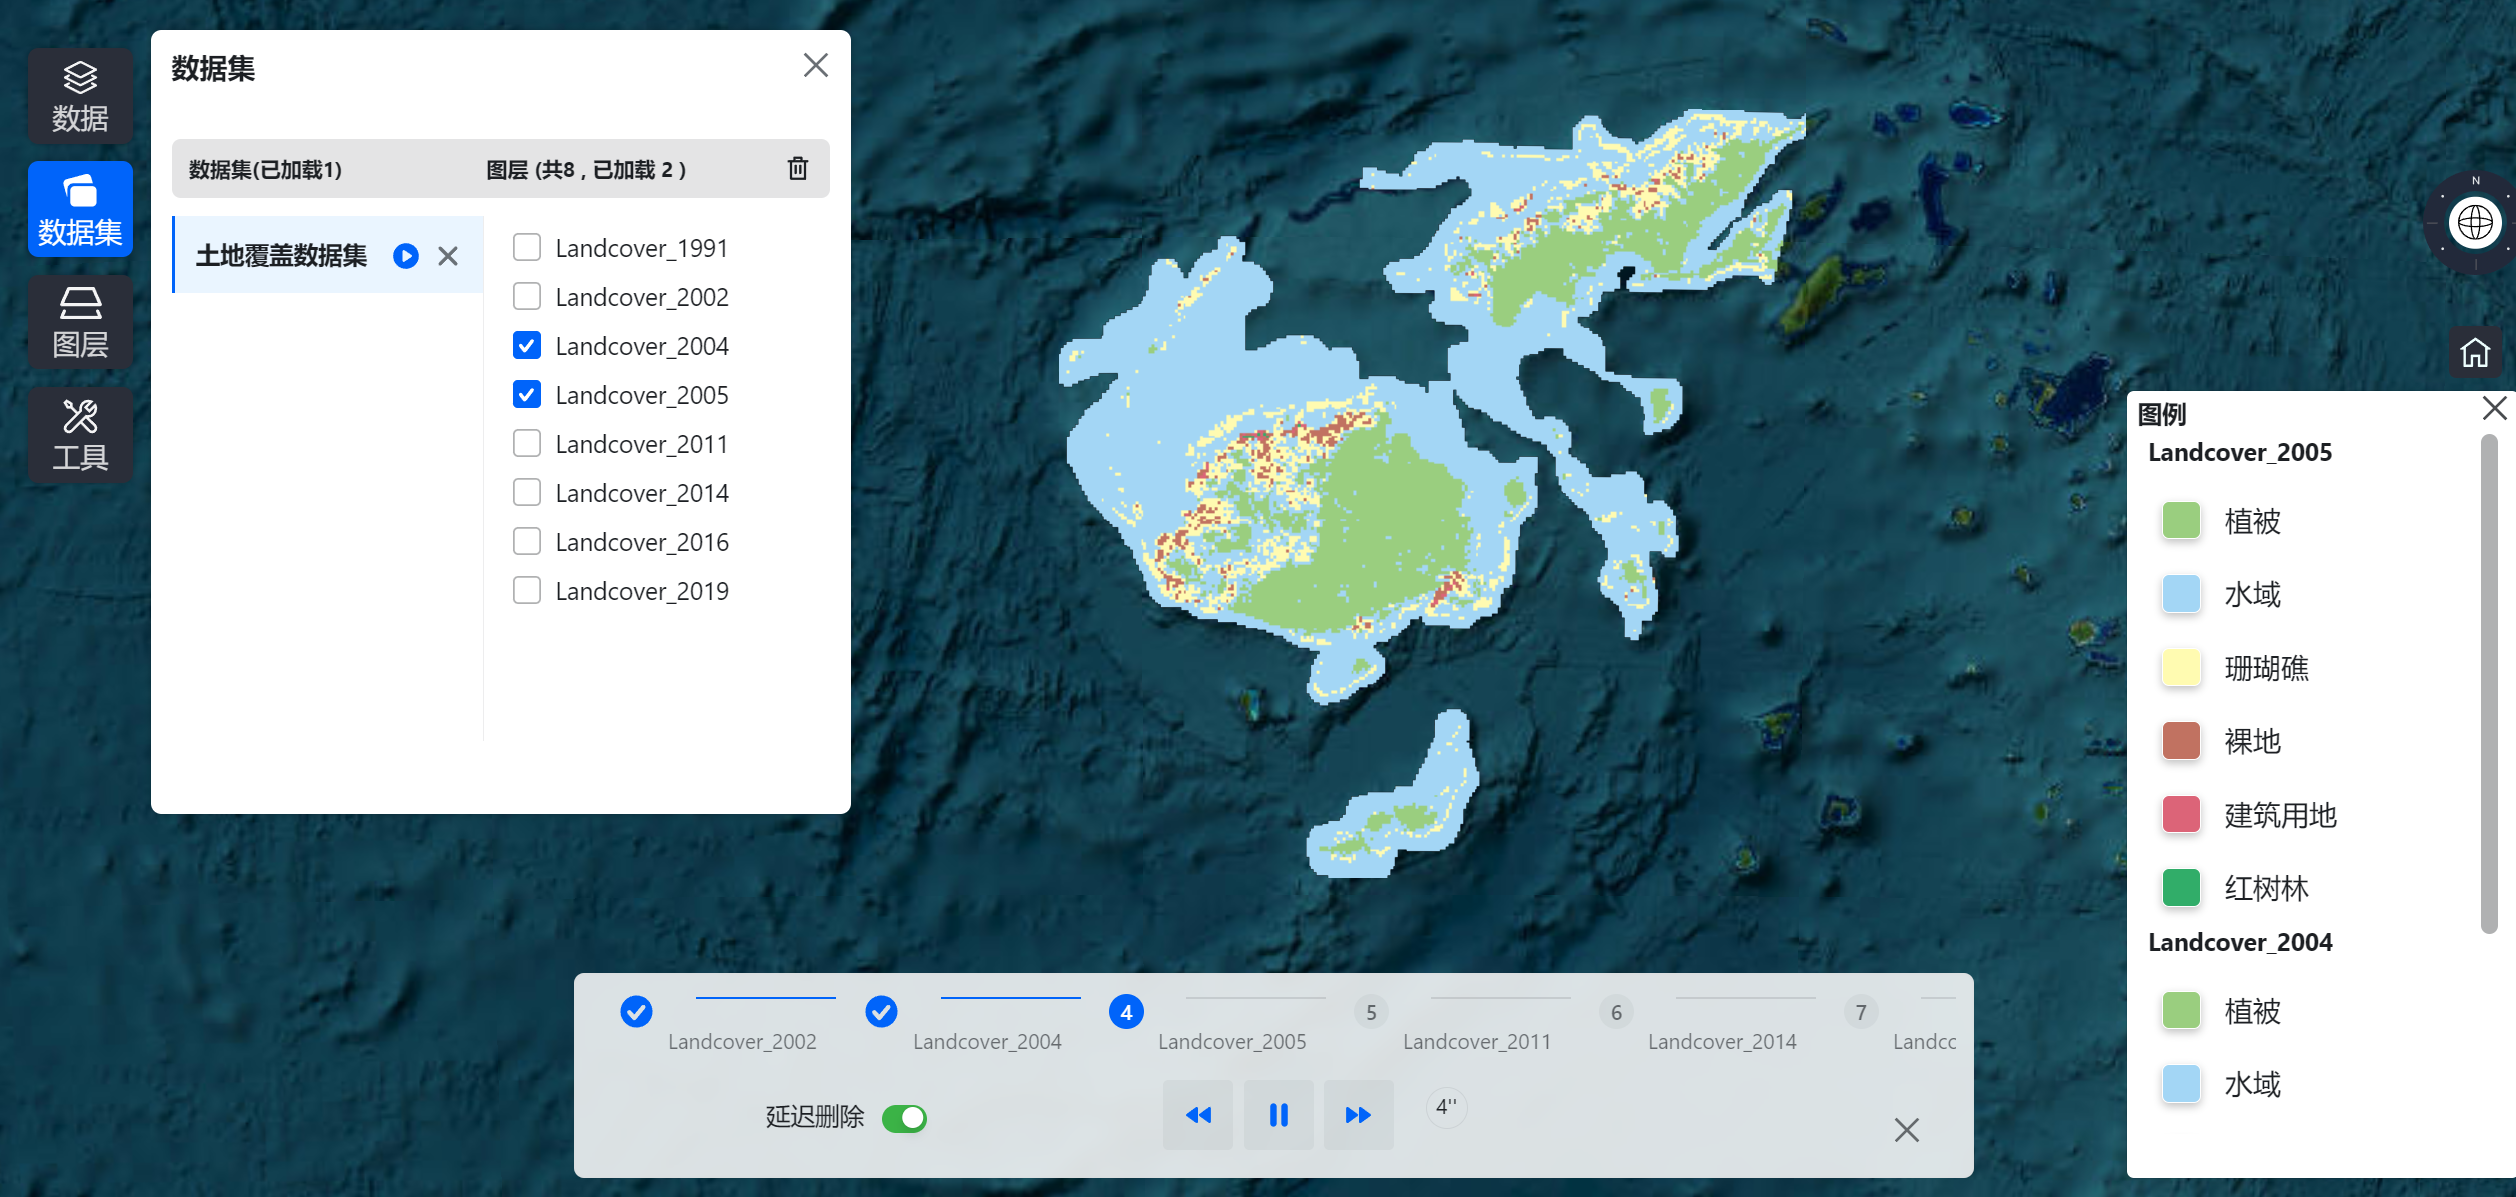 数据
数据集
图层
工具
数据集
数据集(已加载1)
图层 (共8 , 已加载 2 )
土地覆盖数据集
Landcover_1991
Landcover_2002
Landcover_2004
Landcover_2005
Landcover_2011
Landcover_2014
Landcover_2016
Landcover_2019
N
图例
Landcover_2005
植被
水域
珊瑚礁
裸地
建筑用地
红树林
Landcover_2004
植被
水域
4 5 6 7
Landcover_2002 Landcover_2004 Landcover_2005 Landcover_2011 Landcover_2014 Landcc
延迟删除
4''